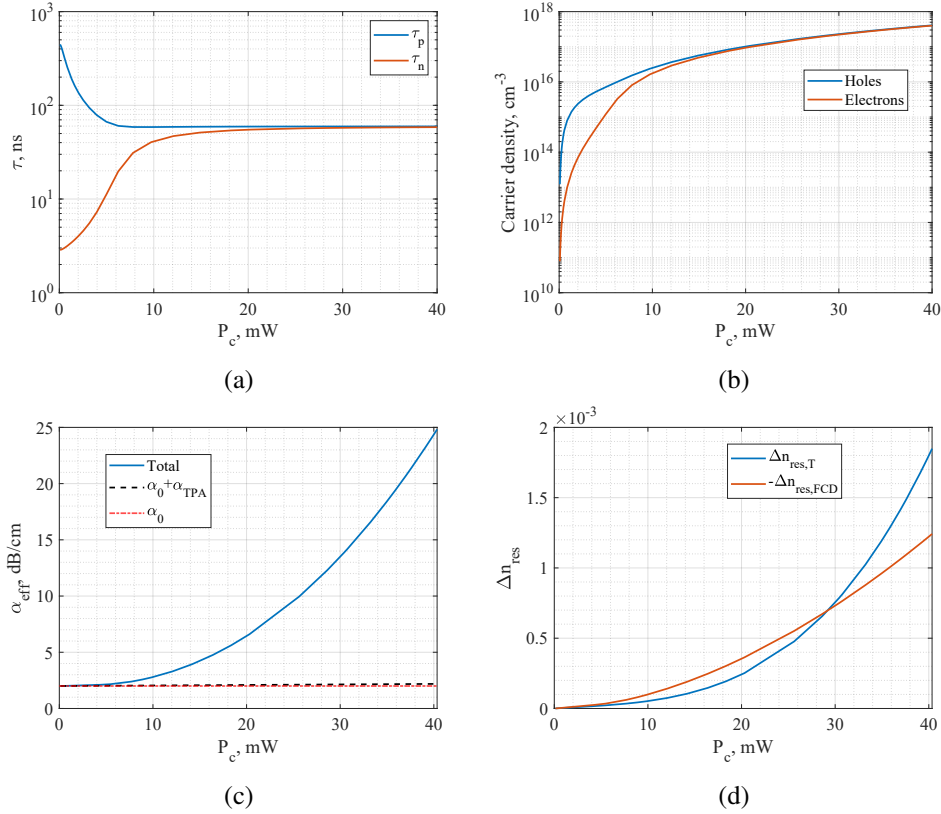 10^3
10^2
10^1
10^0
τ, ns
τ_p
τ_n
0 10 20 30 40
P_c, mW
(a)
10^18
10^16
10^14
10^12
10^10
Carrier density, cm^-3
Holes
Electrons
0 10 20 30 40
P_c, mW
(b)
25
20
15
10
5
0
α_eff, dB/cm
Total
α_0+α_TPA
α_0
0 10 20 30 40
P_c, mW
(c)
×10^-3
2
1.5
1
0.5
0
Δn_res
Δn_res,T
-Δn_res,FCD
0 10 20 30 40
P_c, mW
(d)